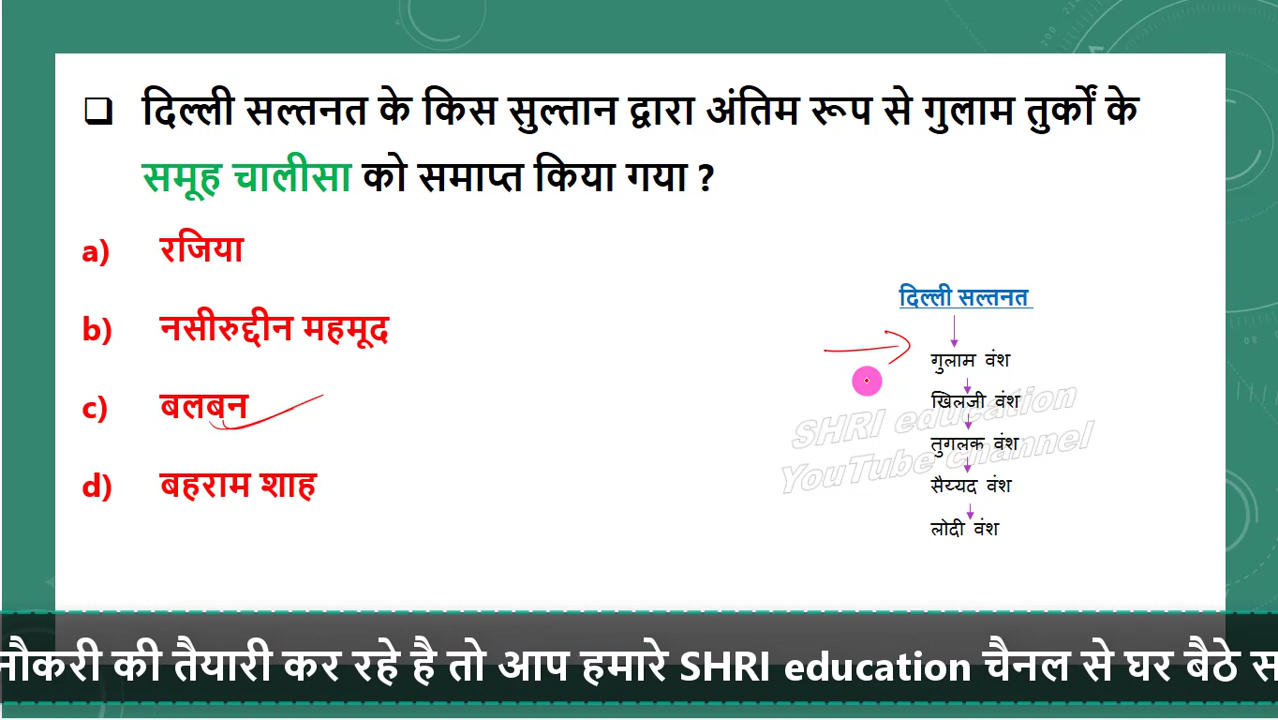 ❑ दिल्ली सल्तनत के किस सुल्तान द्वारा अंतिम रूप से गुलाम तुर्कों के
समूह चालीसा को समाप्त किया गया ?
a) रजिया
b) नसीरुद्दीन महमूद
c) बलबन
d) बहराम शाह
दिल्ली सल्तनत
गुलाम वंश
खिलजी वंश
तुगलक वंश
सैय्यद वंश
लोदी वंश
SHRI education
YouTube channel
नौकरी की तैयारी कर रहे है तो आप हमारे SHRI education चैनल से घर बैठे स